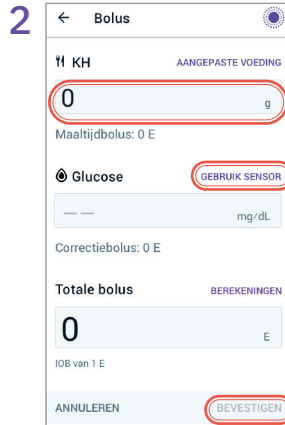 2
← Bolus
KH AANGEPASTE VOEDING
0 g
Maaltijdbolus: 0 E
Glucose GEBRUIK SENSOR
-- mg/dL
Correctiebolus: 0 E
Totale bolus BEREKENINGEN
0 E
IOB van 1 E
ANNULEREN BEVESTIGEN